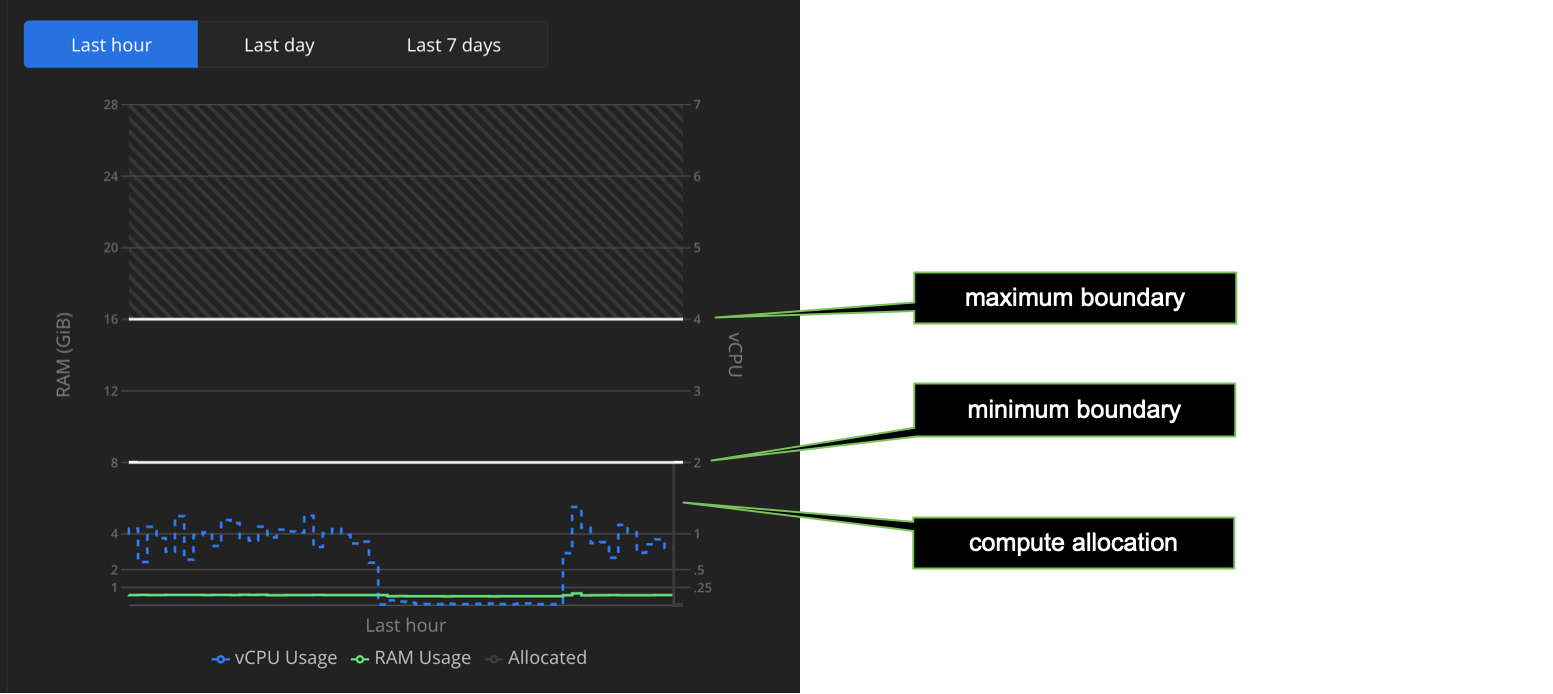 Last hour Last day Last 7 days
28 7
24 6
20 5
maximum boundary
16 4
RAM (GiB) vCPU
12 3
minimum boundary
8 2
compute allocation
4 1
2 .5
1 .25
Last hour
vCPU Usage RAM Usage Allocated